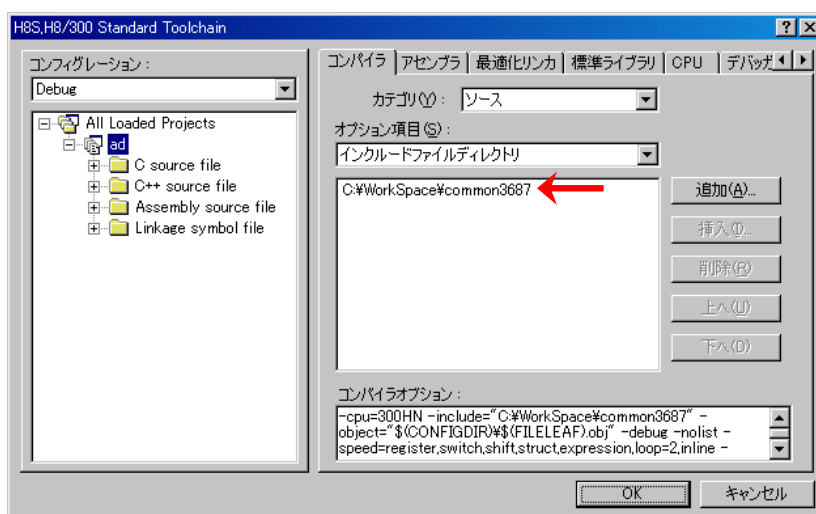 H8S,H8/300 Standard Toolchain
コンフィグレーション：
Debug
All Loaded Projects
ad
C source file
C++ source file
Assembly source file
Linkage symbol file
コンパイラ アセンブラ 最適化リンカ 標準ライブラリ CPU デバッガ
カテゴリ(Y)： ソース
オプション項目(S)：
インクルードファイルディレクトリ
C:¥WorkSpace¥common3687
追加(A)...
挿入(I)...
削除(R)
上へ(U)
下へ(D)
コンパイラオプション：
-cpu=300HN -include="C:¥WorkSpace¥common3687" -
object="$(CONFIGDIR)¥$(FILELEAF).obj" -debug -nolist -
speed=register,switch,shift,struct,expression,loop=2,inline -
OK キャンセル